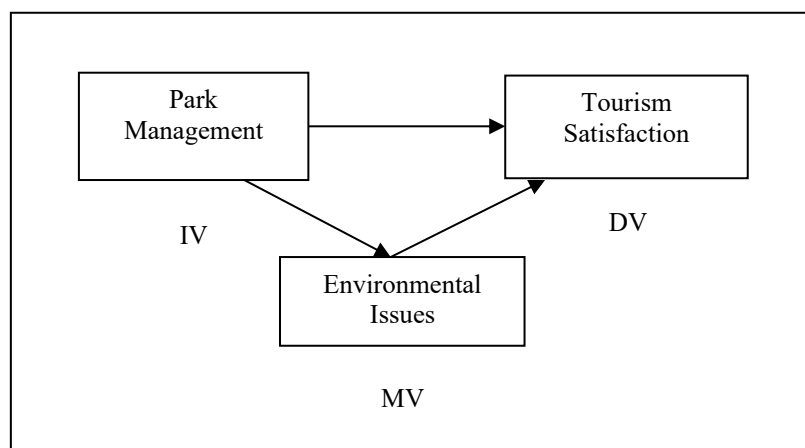 Park
Management
Tourism
Satisfaction
IV
DV
Environmental
Issues
MV